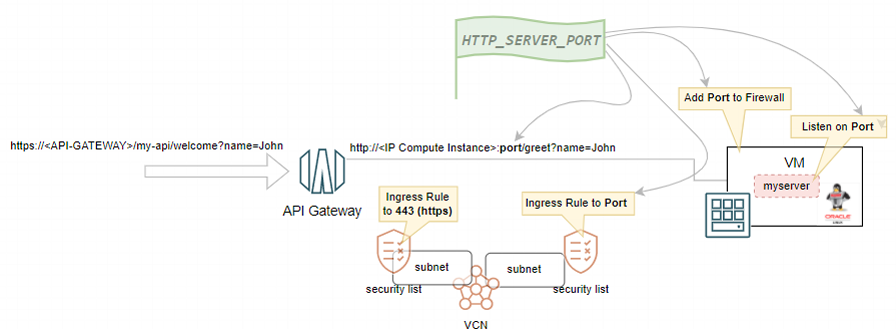 HTTP_SERVER_PORT
Add Port to Firewall
Listen on Port
https://<API-GATEWAY>/my-api/welcome?name=John
http://<IP Compute Instance>:port/greet?name=John
VM
myserver
ORACLE
API Gateway
Ingress Rule
to 443 (https)
Ingress Rule to Port
subnet
subnet
security list
security list
VCN